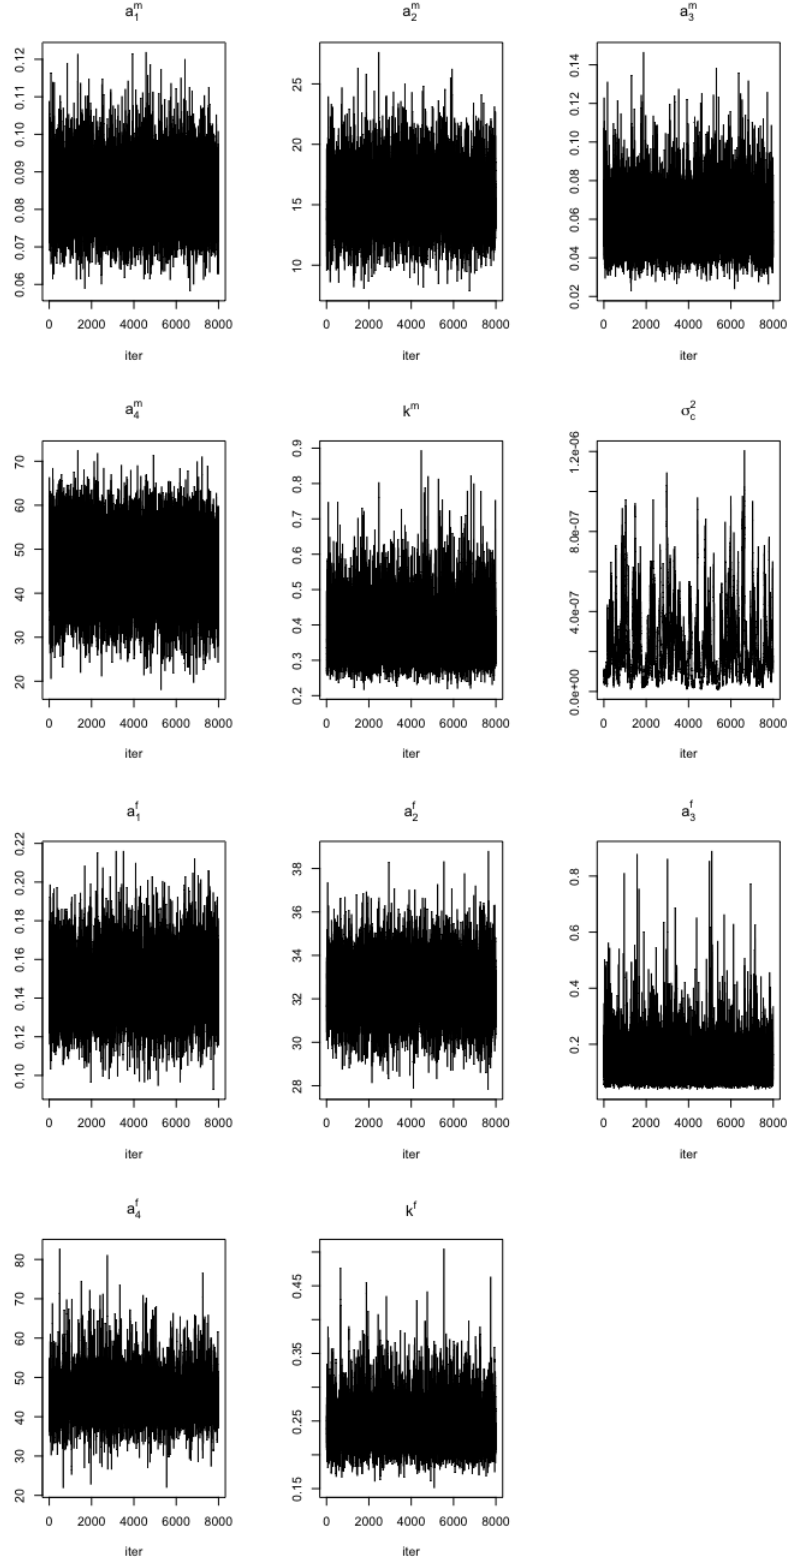 a₁ᵐ a₂ᵐ a₃ᵐ
0.06 0.07 0.08 0.09 0.10 0.11 0.12
10 15 20 25
0.02 0.04 0.06 0.08 0.10 0.12 0.14
0 2000 4000 6000 8000 0 2000 4000 6000 8000 0 2000 4000 6000 8000
iter iter iter
a₄ᵐ kᵐ σ_c²
20 30 40 50 60 70
0.2 0.3 0.4 0.5 0.6 0.7 0.8 0.9
0.0e+00 4.0e-07 8.0e-07 1.2e-06
0 2000 4000 6000 8000 0 2000 4000 6000 8000 0 2000 4000 6000 8000
iter iter iter
a₁ᶠ a₂ᶠ a₃ᶠ
0.10 0.12 0.14 0.16 0.18 0.20 0.22
28 30 32 34 36 38
0.2 0.4 0.6 0.8
0 2000 4000 6000 8000 0 2000 4000 6000 8000 0 2000 4000 6000 8000
iter iter iter
a₄ᶠ kᶠ
20 30 40 50 60 70 80
0.15 0.25 0.35 0.45
0 2000 4000 6000 8000 0 2000 4000 6000 8000
iter iter